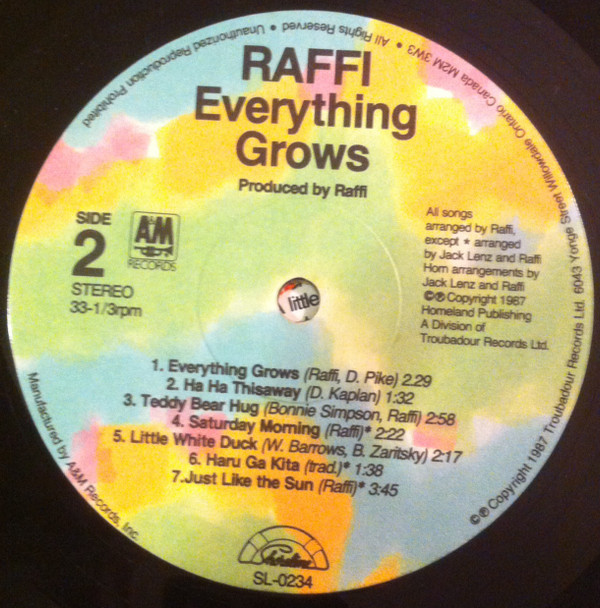 RAFFI
Everything
Grows
Produced by Raffi
SIDE
2
STEREO
33-1/3rpm
A&M
RECORDS
All songs
arranged by Raffi,
except * arranged
by Jack Lenz and Raffi
Horn arrangements by
Jack Lenz and Raffi
©℗ Copyright 1987
Homeland Publishing
A Division of
Troubadour Records Ltd.
little
1. Everything Grows (Raffi, D. Pike) 2.29
2. Ha Ha Thisaway (D. Kaplan) 1:32
3. Teddy Bear Hug (Bonnie Simpson, Raffi) 2:58
4. Saturday Morning (Raffi)* 2:22
5. Little White Duck (W. Barrows, B. Zaritsky) 2:17
6. Haru Ga Kita (trad.)* 1:38
7.Just Like the Sun (Raffi)* 3:45
Shoreline
SL-0234
Manufactured by A&M Records, Inc.
©℗ Copyright 1987 Troubadour Records Ltd. 6043 Yonge Street Willowdale Ontario Canada M2M 3W3 • All Rights Reserved • Unauthorized Reproduction Prohibited